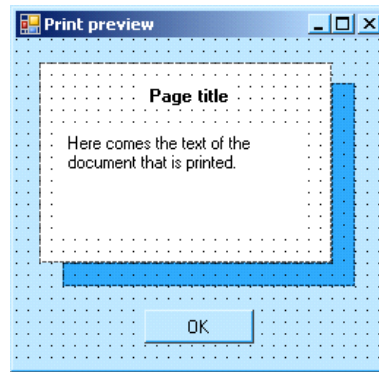 Print preview
Page title
Here comes the text of the
document that is printed.
OK